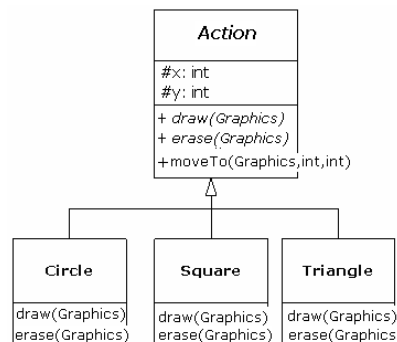 Action
#x: int
#y: int
+ draw(Graphics)
+ erase(Graphics)
+moveTo(Graphics,int,int)
Circle
Square
Triangle
draw(Graphics)
erase(Graphics)
draw(Graphics)
erase(Graphics)
draw(Graphics)
erase(Graphics